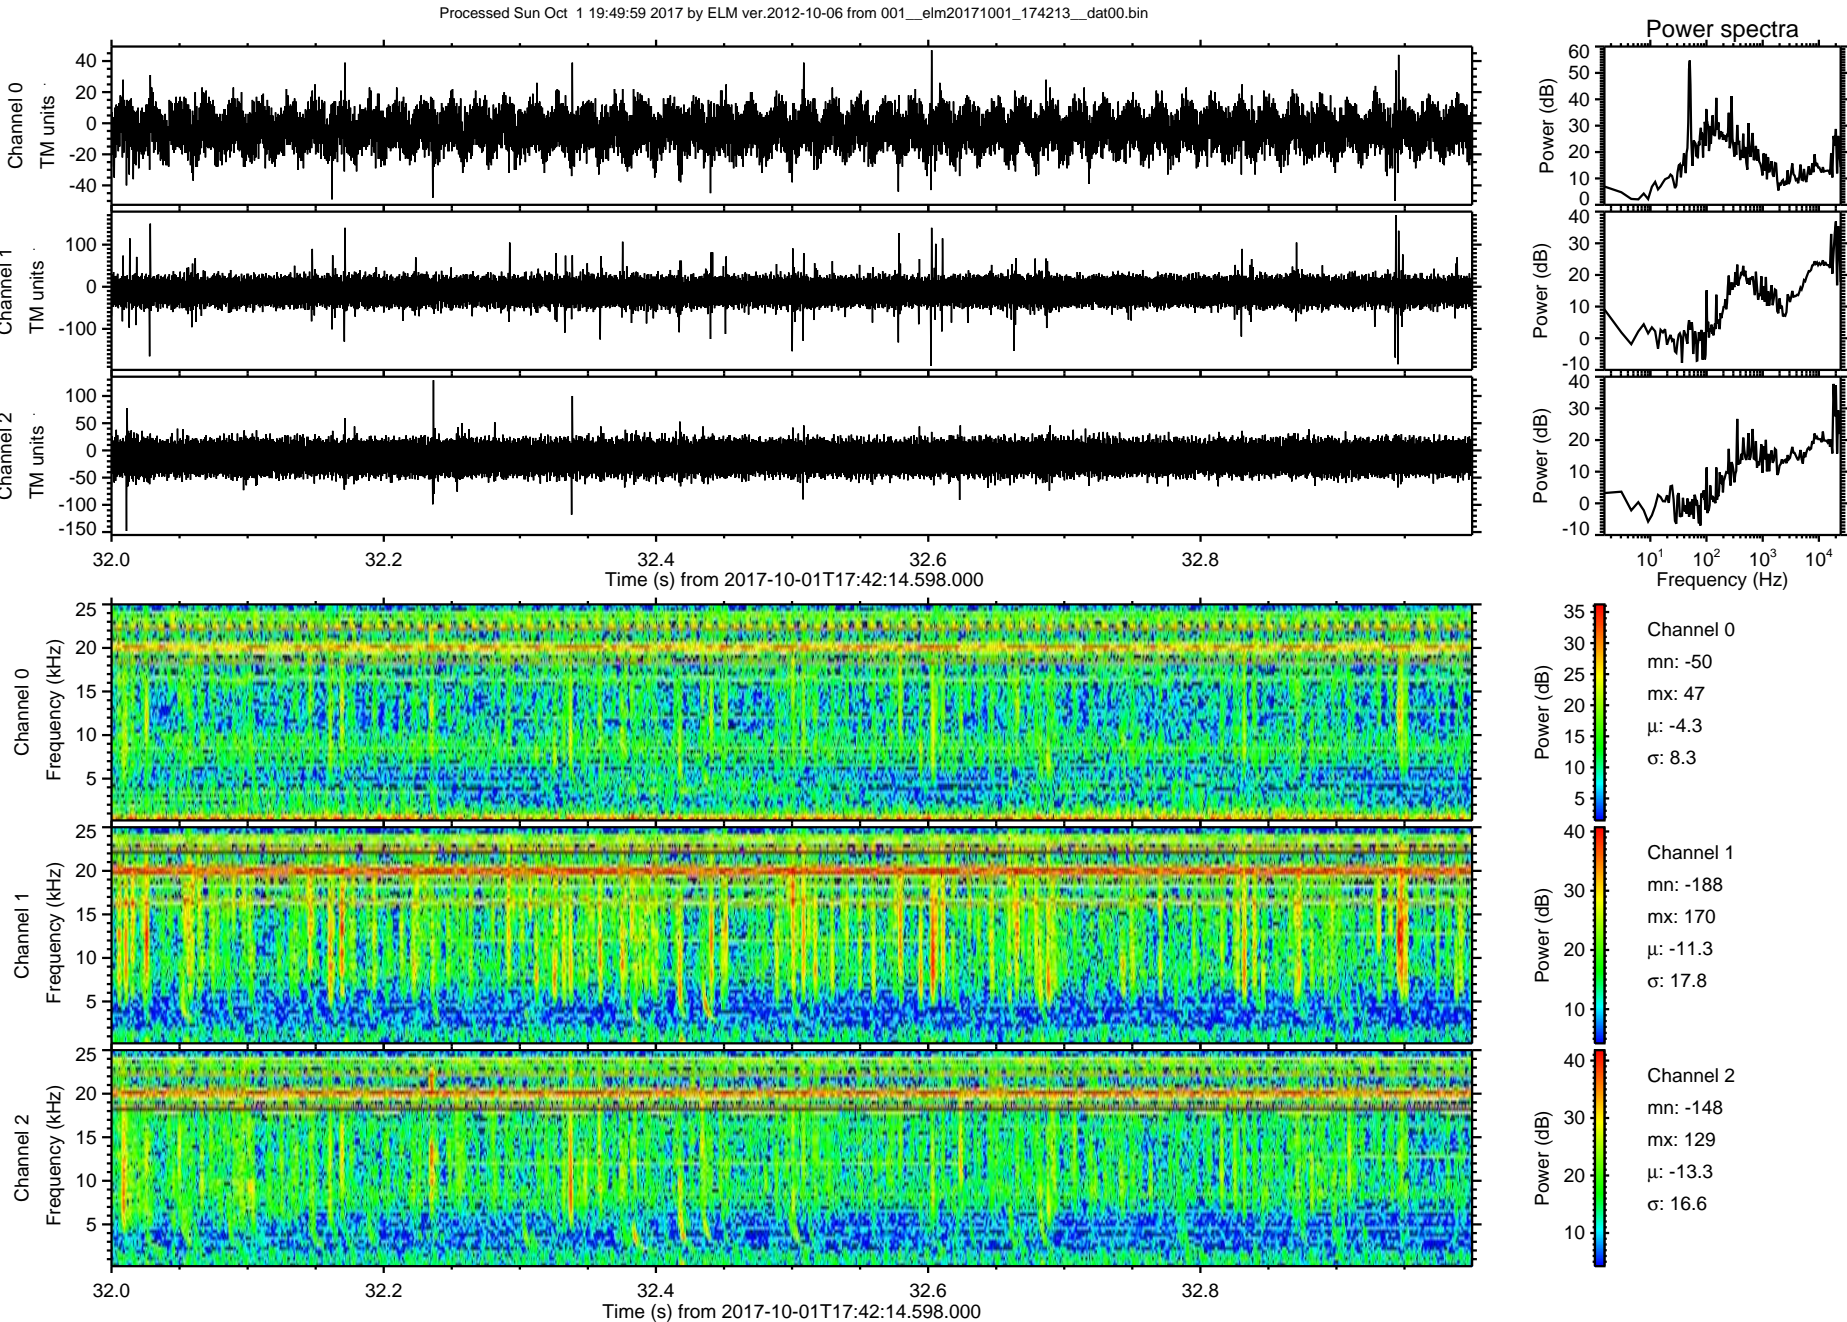 Processed Sun Oct 1 19:49:59 2017 by ELM ver.2012-10-06 from 001__elm20171001_174213__dat00.bin
Power spectra
Channel 0
TM units
40
20
0
-20
-40
Power (dB)
60
50
40
30
20
10
0
Channel 1
TM units
100
0
-100
Power (dB)
40
30
20
10
0
-10
Channel 2
TM units
100
50
0
-50
-100
-150
Power (dB)
40
30
20
10
0
-10
32.0 32.2 32.4 32.6 32.8
Time (s) from 2017-10-01T17:42:14.598.000
10¹ 10² 10³ 10⁴
Frequency (Hz)
Channel 0
Frequency (kHz)
25
20
15
10
5
Power (dB)
35
30
25
20
15
10
5
Channel 0
mn: -50
mx: 47
μ: -4.3
σ: 8.3
Channel 1
Frequency (kHz)
25
20
15
10
5
Power (dB)
40
30
20
10
Channel 1
mn: -188
mx: 170
μ: -11.3
σ: 17.8
Channel 2
Frequency (kHz)
25
20
15
10
5
Power (dB)
40
30
20
10
Channel 2
mn: -148
mx: 129
μ: -13.3
σ: 16.6
32.0 32.2 32.4 32.6 32.8
Time (s) from 2017-10-01T17:42:14.598.000